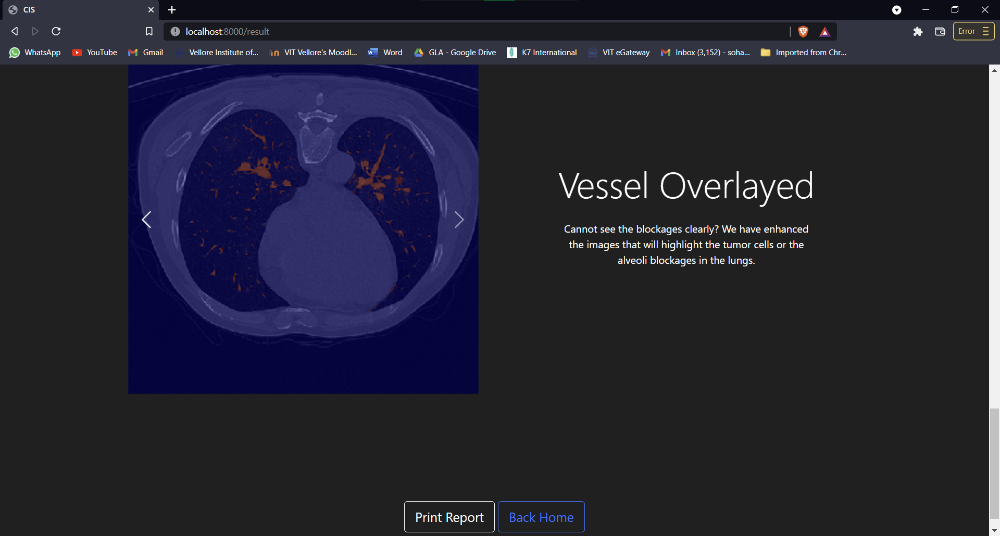 CIS
localhost:8000/result
Error
WhatsApp YouTube Gmail Vellore Institute of... VIT Vellore's Moodl... Word GLA - Google Drive K7 International VIT eGateway Inbox (3,152) - soha... Imported from Chr...
Vessel Overlayed
Cannot see the blockages clearly? We have enhanced
the images that will highlight the tumor cells or the
alveoli blockages in the lungs.
Print Report Back Home